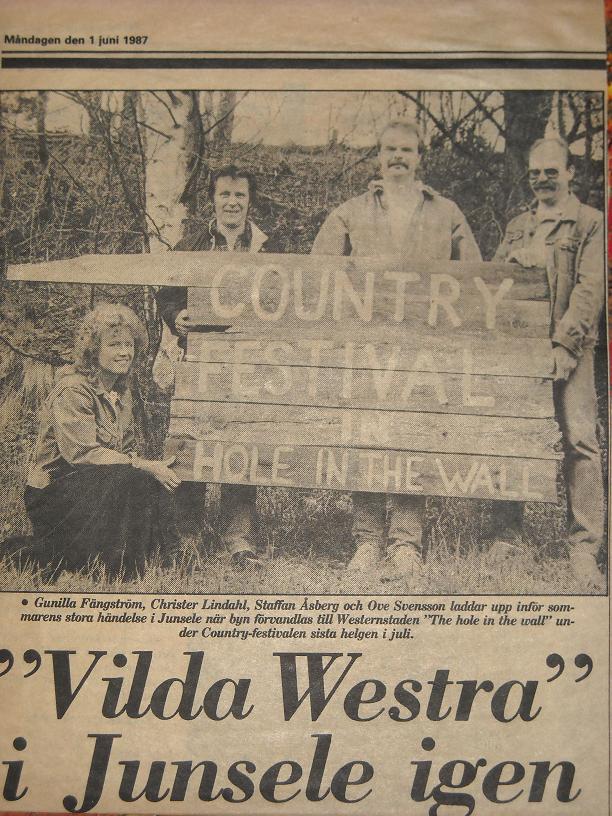 Måndagen den 1 juni 1987
COUNTRY
FESTIVAL
IN
HOLE IN THE WALL
• Gunilla Fängström, Christer Lindahl, Staffan Åsberg och Ove Svensson laddar upp inför som-
marens stora händelse i Junsele när byn förvandlas till Westernstaden ”The hole in the wall” un-
der Country-festivalen sista helgen i juli.
”Vilda Westra”
i Junsele igen